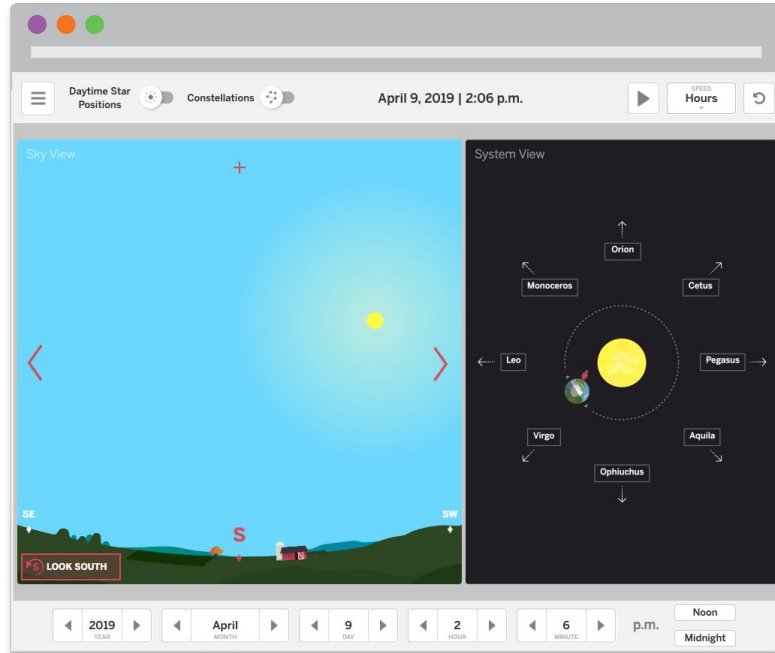 Daytime Star
Positions
Constellations
April 9, 2019 | 2:06 p.m.
SPEED
Hours
Sky View
SE
S
SW
S
LOOK SOUTH
System View
Orion
Monoceros
Cetus
Leo
Pegasus
Virgo
Aquila
Ophiuchus
2019
YEAR
April
MONTH
9
DAY
2
HOUR
6
MINUTE
p.m.
Noon
Midnight